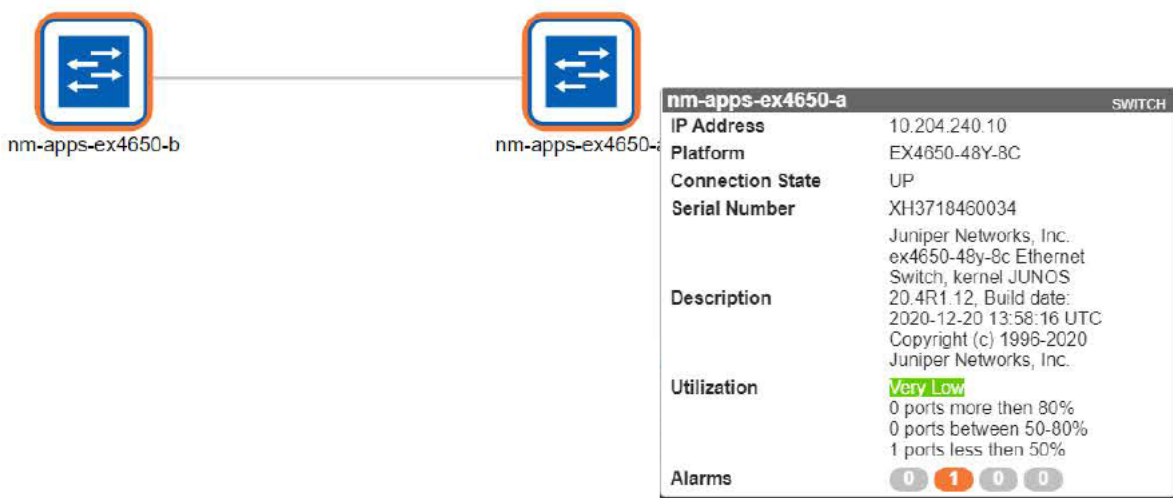 nm-apps-ex4650-b
nm-apps-ex4650-a
nm-apps-ex4650-a SWITCH
IP Address 10.204.240.10
Platform EX4650-48Y-8C
Connection State UP
Serial Number XH3718460034
Description Juniper Networks, Inc.
ex4650-48y-8c Ethernet
Switch, kernel JUNOS
20.4R1.12, Build date:
2020-12-20 13:58:16 UTC
Copyright (c) 1996-2020
Juniper Networks, Inc.
Utilization Very Low
0 ports more then 80%
0 ports between 50-80%
1 ports less then 50%
Alarms 0 1 0 0